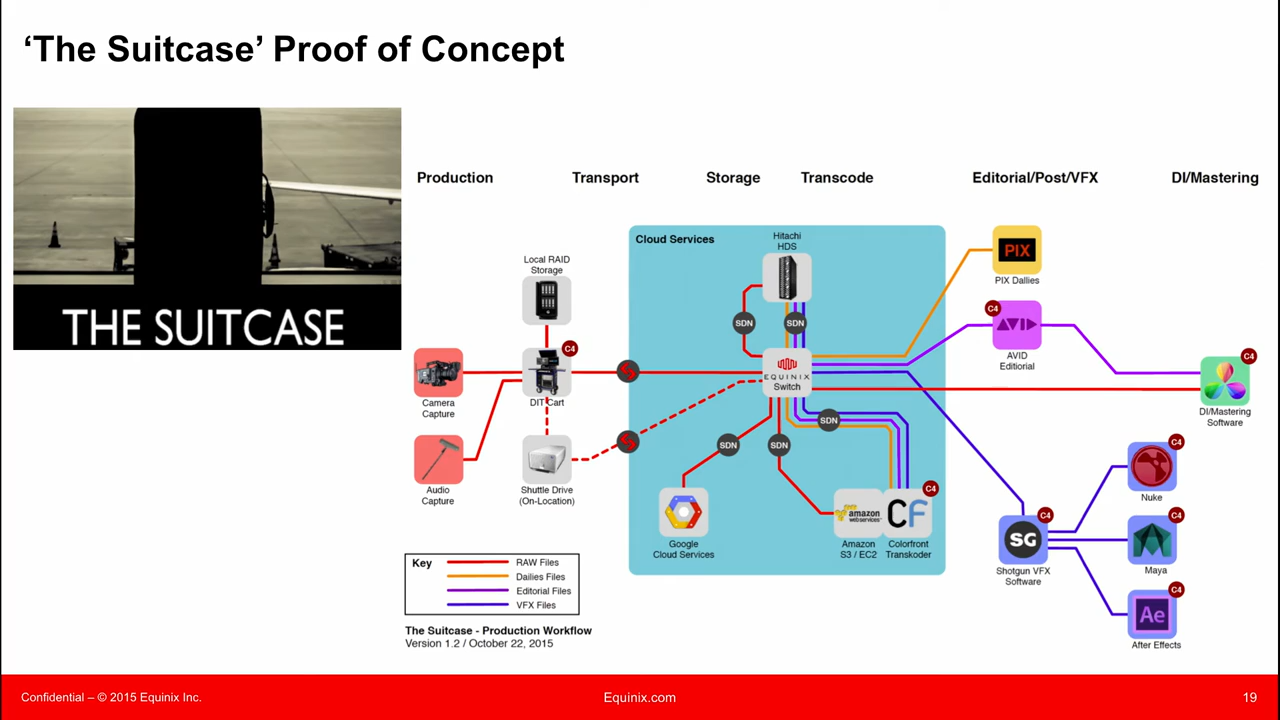 ‘The Suitcase’ Proof of Concept
THE SUITCASE
Production
Transport
Storage
Transcode
Editorial/Post/VFX
DI/Mastering
Cloud Services
Hitachi
HDS
Local RAID
Storage
SDN
SDN
PIX
PIX Dallies
C4
AVID
AVID
Editiorial
C4
DIT Cart
Camera
Capture
EQUINIX
Switch
C4
DI/Mastering
Software
Audio
Capture
Shuttle Drive
(On-Location)
SDN
SDN
SDN
Google
Cloud Services
amazon
web services
Amazon
S3 / EC2
C4
CF
Colorfront
Transkoder
C4
SG
Shotgun VFX
Software
C4
Nuke
C4
Maya
C4
Ae
After Effects
Key
RAW Files
Dailies Files
Editorial Files
VFX Files
The Suitcase - Production Workflow
Version 1.2 / October 22, 2015
Confidential – © 2015 Equinix Inc.
Equinix.com
19